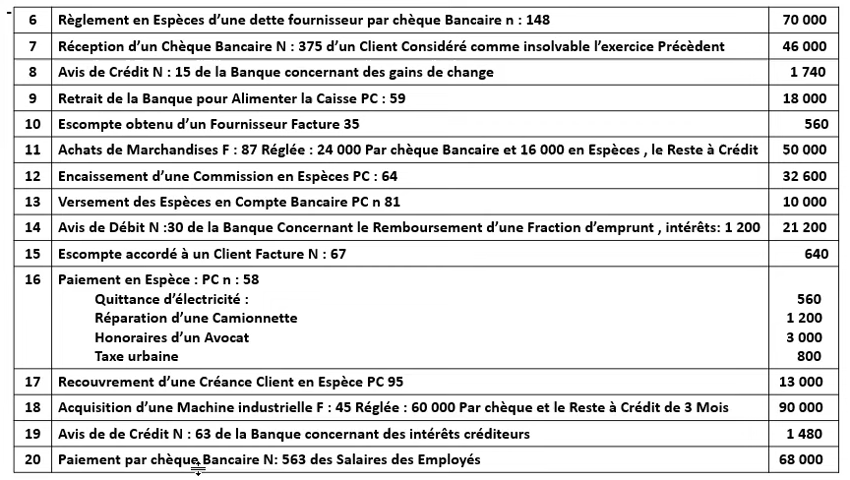 6 Règlement en Espèces d'une dette fournisseur par chèque Bancaire n : 148 70 000
7 Réception d'un Chèque Bancaire N : 375 d'un Client Considéré comme insolvable l'exercice Précèdent 46 000
8 Avis de Crédit N : 15 de la Banque concernant des gains de change 1 740
9 Retrait de la Banque pour Alimenter la Caisse PC : 59 18 000
10 Escompte obtenu d'un Fournisseur Facture 35 560
11 Achats de Marchandises F : 87 Réglée : 24 000 Par chèque Bancaire et 16 000 en Espèces , le Reste à Crédit 50 000
12 Encaissement d'une Commission en Espèces PC : 64 32 600
13 Versement des Espèces en Compte Bancaire PC n 81 10 000
14 Avis de Débit N :30 de la Banque Concernant le Remboursement d'une Fraction d'emprunt , intérêts: 1 200 21 200
15 Escompte accordé à un Client Facture N : 67 640
16 Paiement en Espèce : PC n : 58
Quittance d'électricité : 560
Réparation d'une Camionnette 1 200
Honoraires d'un Avocat 3 000
Taxe urbaine 800
17 Recouvrement d'une Créance Client en Espèce PC 95 13 000
18 Acquisition d'une Machine industrielle F : 45 Réglée : 60 000 Par chèque et le Reste à Crédit de 3 Mois 90 000
19 Avis de de Crédit N : 63 de la Banque concernant des intérêts créditeurs 1 480
20 Paiement par chèque Bancaire N: 563 des Salaires des Employés 68 000